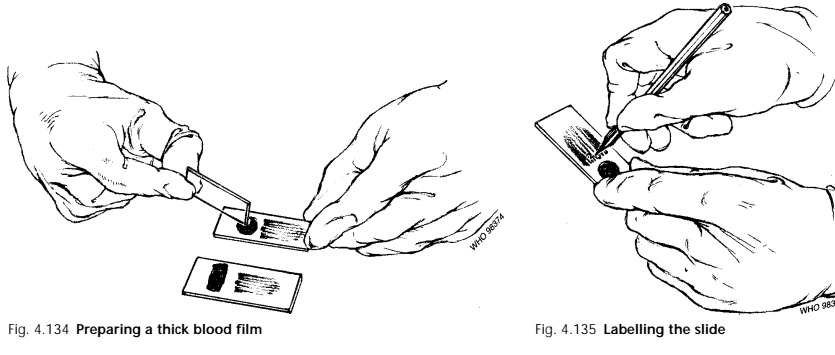 WHO 98374
WHO 983
Fig. 4.134 Preparing a thick blood film
Fig. 4.135 Labelling the slide